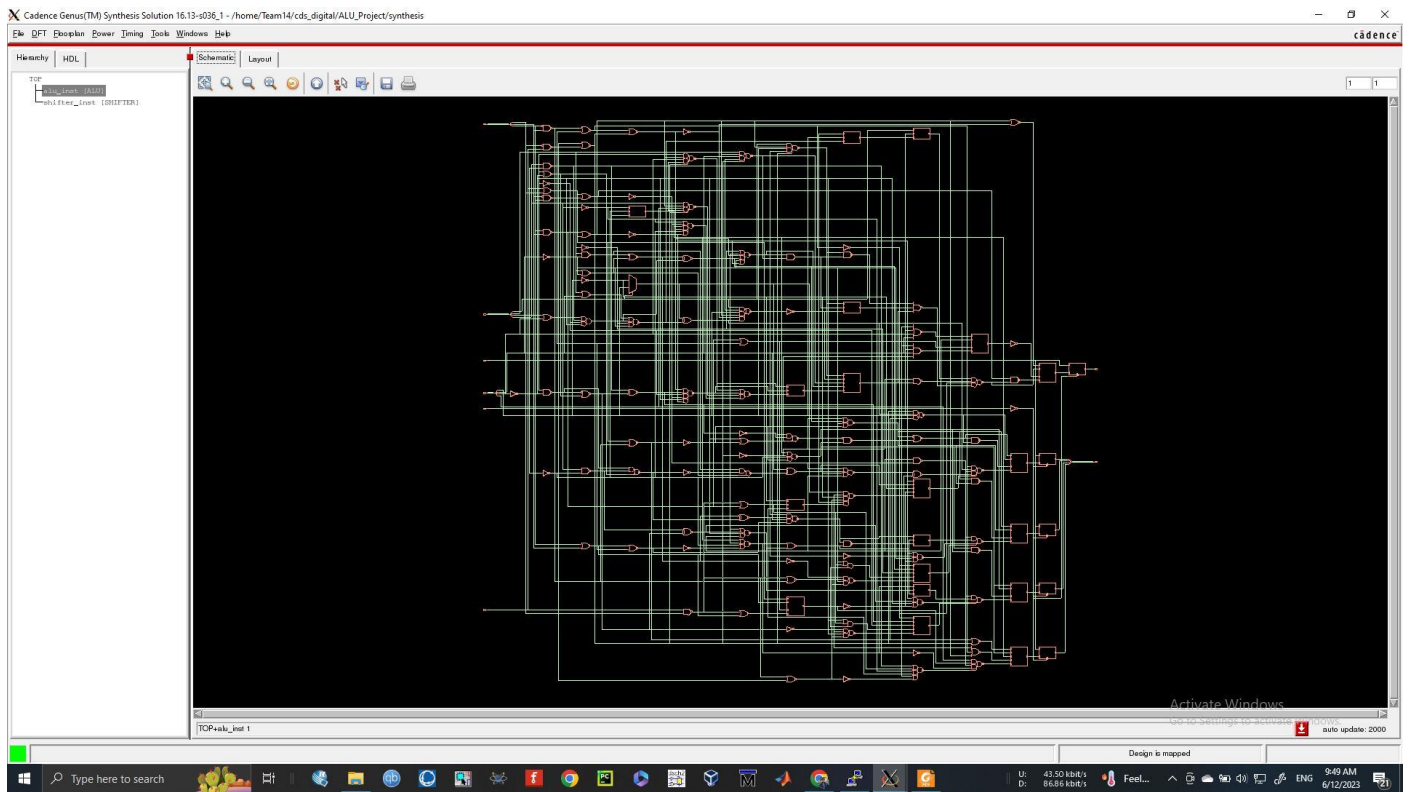 Cadence Genus(TM) Synthesis Solution 16.13-s036_1 - /home/Team14/cds_digital/ALU_Project/synthesis
File DFT Floorplan Power Timing Tools Windows Help
cādence
Hierarchy HDL
Schematic Layout
1 1
TOP
alu_inst [ALU]
shifter_inst [SHIFTER]
Activate Windows
Go to Settings to activate Windows.
TOP+alu_inst 1
auto update: 2000
Design is mapped
Type here to search
U: 43.50 kbit/s
D: 86.86 kbit/s
Feel...
ENG
9:49 AM
6/12/2023
21